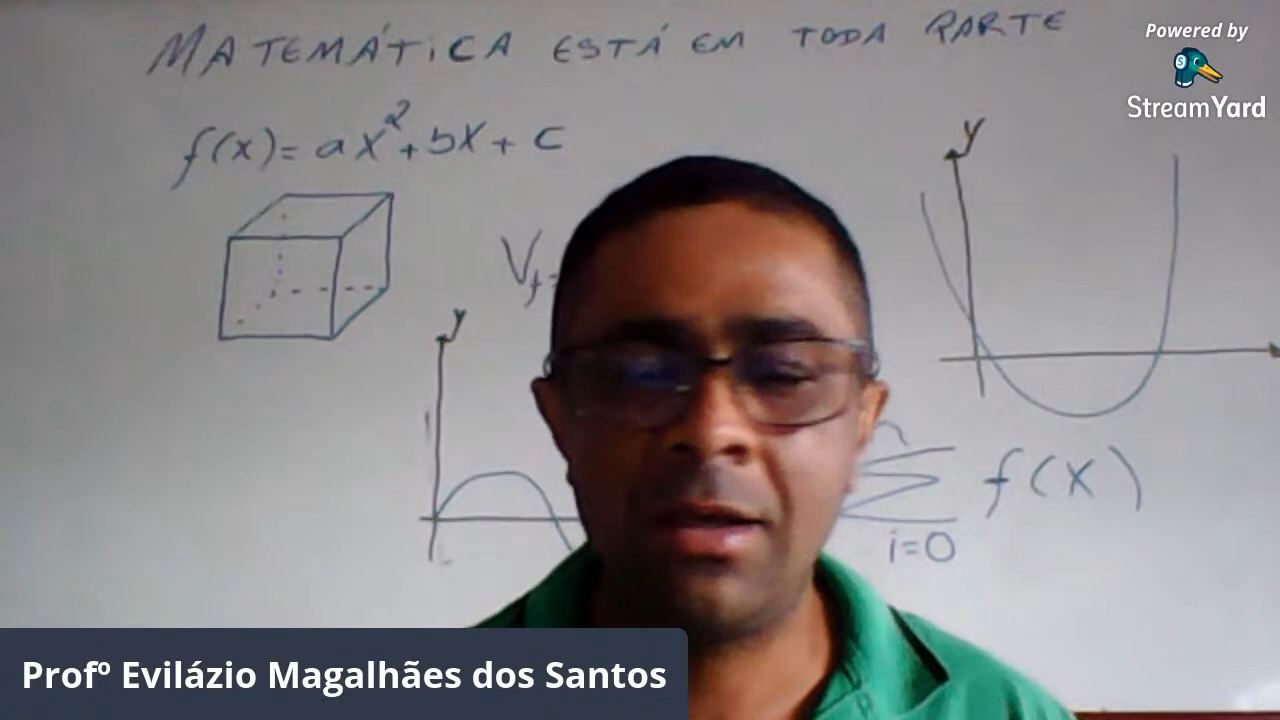 MATEMÁTICA ESTÁ EM TODA PARTE
Powered by
StreamYard
f(x)= ax²+bx+c
y
y
f(x)
i=0
Profº Evilázio Magalhães dos Santos